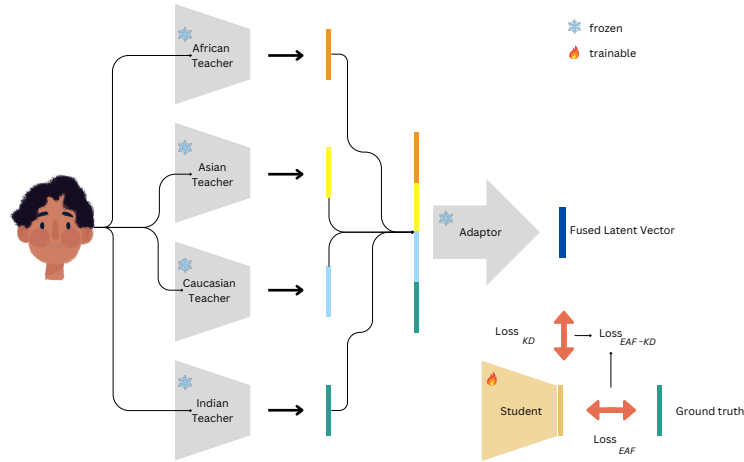 frozen
trainable
African
Teacher
Asian
Teacher
Caucasian
Teacher
Indian
Teacher
Adaptor
Fused Latent Vector
Loss KD
Loss EAF-KD
Student
Ground truth
Loss EAF